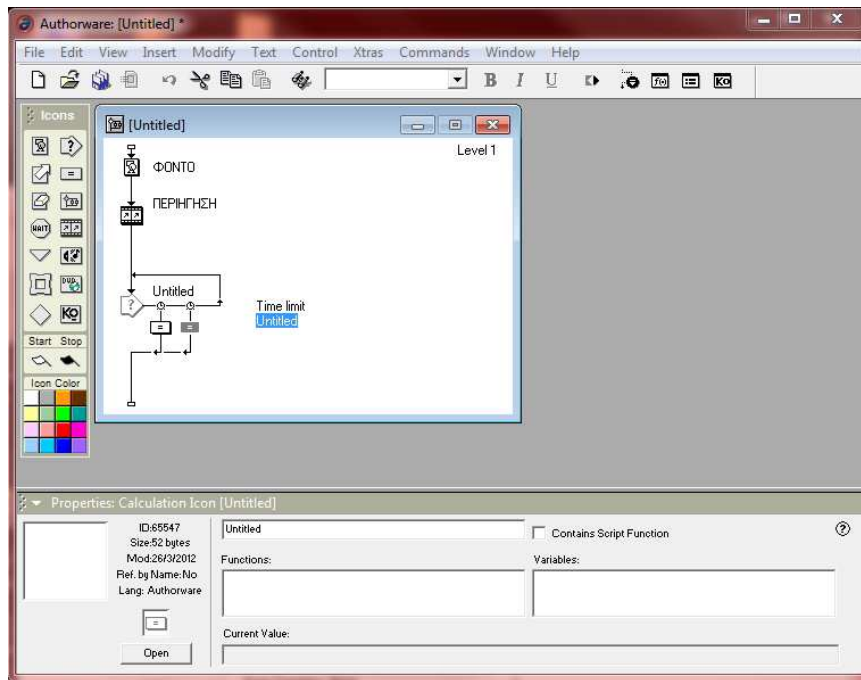 Authorware: [Untitled] *
File Edit View Insert Modify Text Control Xtras Commands Window Help
B I U
Icons
[Untitled]
Level 1
ΦΟΝΤΟ
ΠΕΡΙΗΓΗΣΗ
Untitled
Time limit
Untitled
WAIT
KO
Start Stop
Icon Color
Properties: Calculation Icon [Untitled]
ID:65547
Size:52 bytes
Mod:26/3/2012
Ref. by Name:No
Lang: Authorware
Open
Untitled
Contains Script Function
Functions:
Variables:
Current Value: